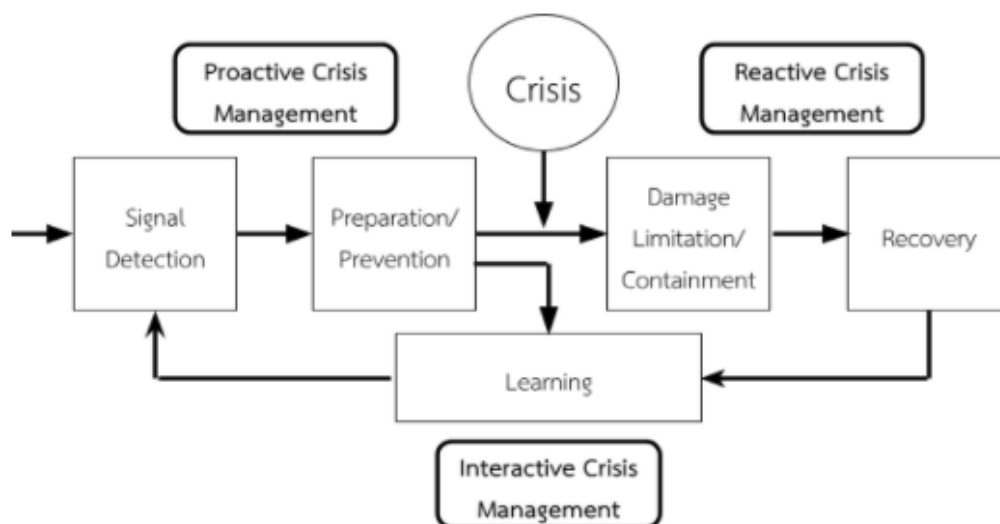 Proactive Crisis
Management
Crisis
Reactive Crisis
Management
Signal
Detection
Preparation/
Prevention
Damage
Limitation/
Containment
Recovery
Learning
Interactive Crisis
Management